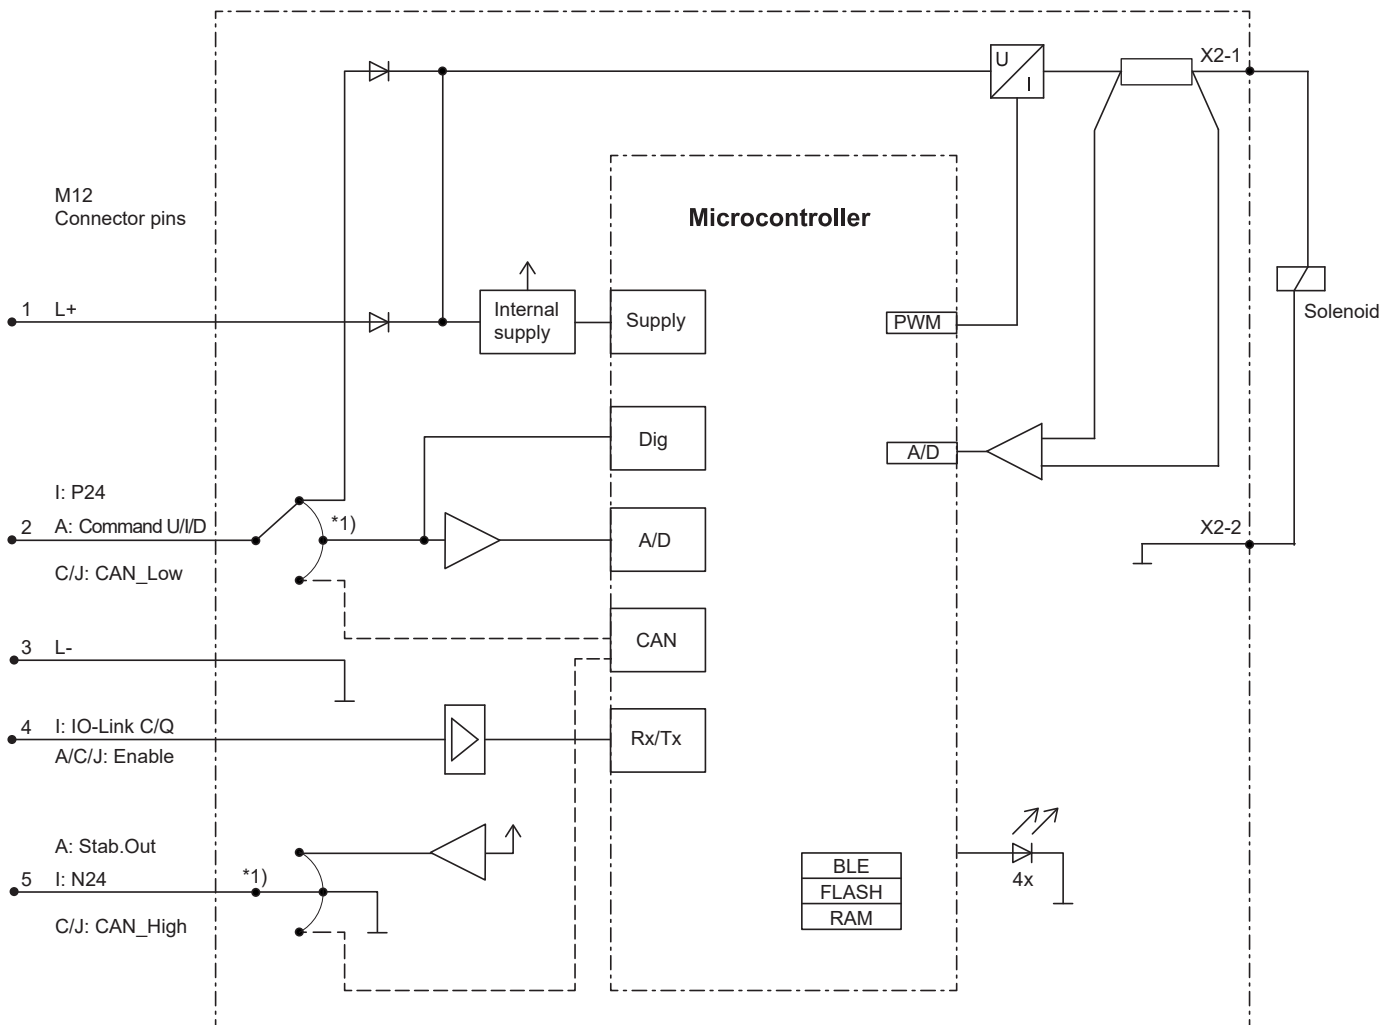 U
I
X2-1
M12
Connector pins
Microcontroller
1
L+
Internal
supply
Supply
PWM
Solenoid
Dig
A/D
I: P24
2
A: Command U/I/D
*1)
A/D
X2-2
C/J: CAN_Low
3
L-
CAN
4
I: IO-Link C/Q
A/C/J: Enable
Rx/Tx
A: Stab.Out
5
I: N24
*1)
C/J: CAN_High
BLE
FLASH
RAM
4x